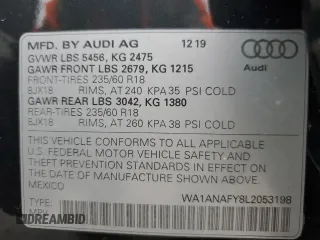 MFD. BY AUDI AG 12 19
GVWR LBS 5456, KG 2475
GAWR FRONT LBS 2679, KG 1215
FRONT-TIRES 235/60 R18
8JX18 RIMS, AT 240 KPA 35 PSI COLD
GAWR REAR LBS 3042, KG 1380
REAR-TIRES 235/60 R18
8JX18 RIMS, AT 260 KPA 38 PSI COLD
Audi
THIS VEHICLE CONFORMS TO ALL APPLICABLE
U.S. FEDERAL MOTOR VEHICLE SAFETY, BUMPER
AND THEFT PREVENTION STANDARDS IN EFFECT ON
THE DATE OF MANUFACTURE SHOWN ABOVE.
MEXICO
WA1ANAFY8L2053198
TYPE:
DREAMBID